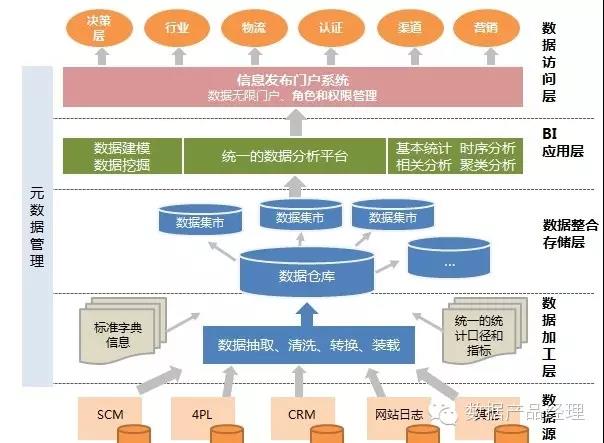 决策层
行业
物流
认证
渠道
营销
数据访问层
信息发布门户系统
数据无限门户、角色和权限管理
数据建模
数据挖掘
统一的数据分析平台
基本统计 时序分析
相关分析 聚类分析
BI
应用层
元数据管理
数据集市
数据集市
数据集市
数据仓库
...
数据整合
存储层
标准字典
信息
数据抽取、清洗、转换、装载
统一的统
计口径和
指标
数据加工层
SCM
4PL
CRM
网站日志
其他
数据源
数据产品经理